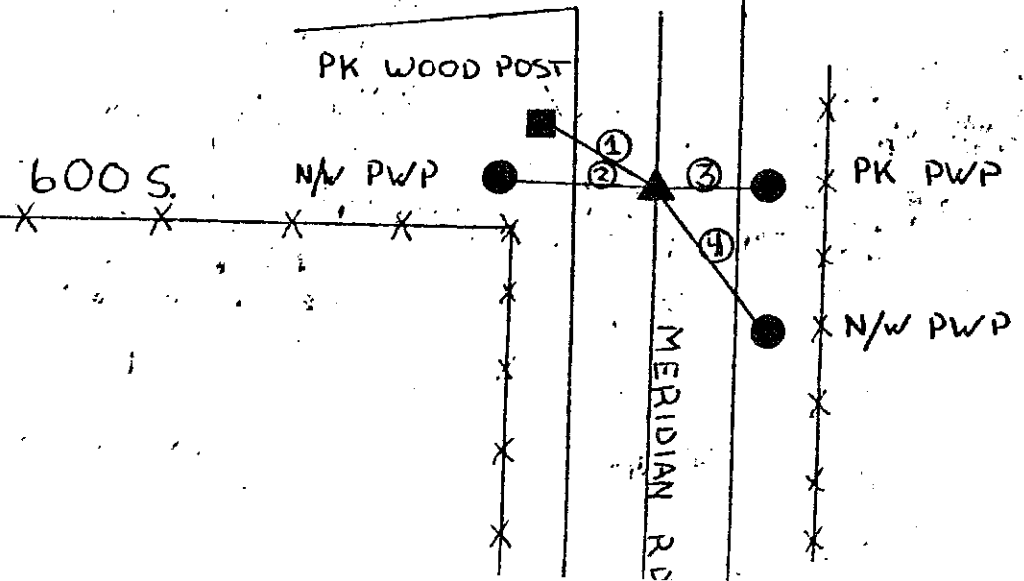 PK WOOD POST
600 S.
N/W PWP
1
2
3
PK PWP
4
N/W PWP
MERIDIAN RD